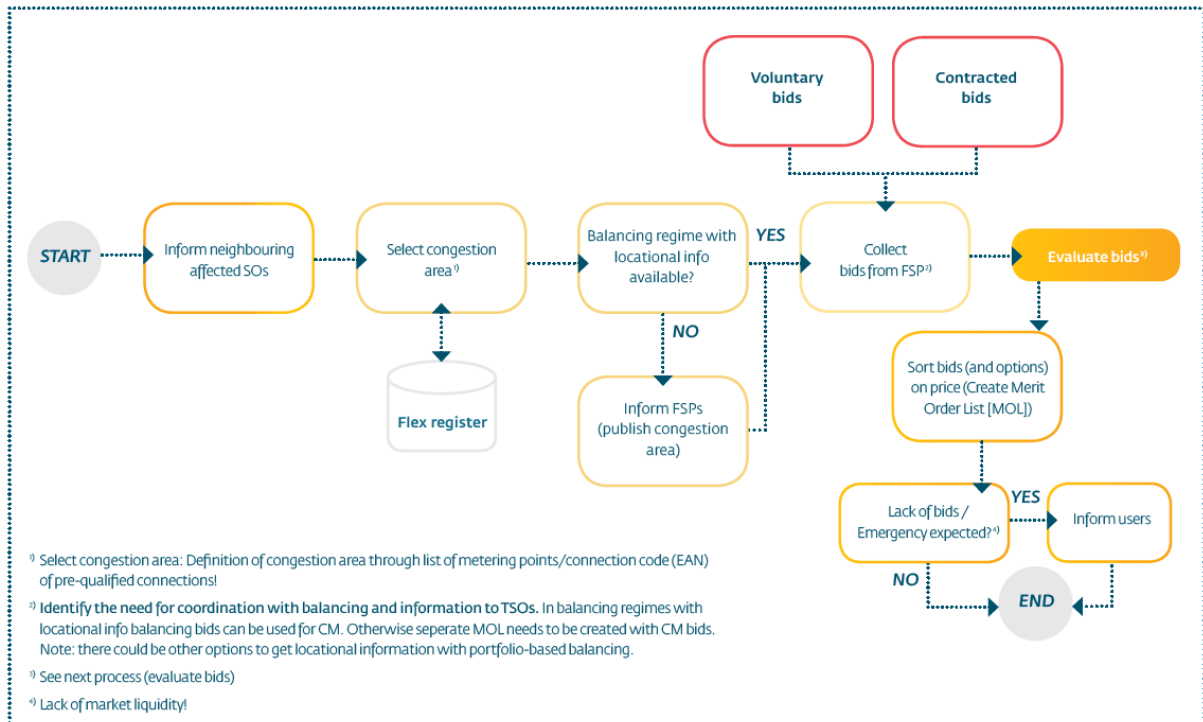 Voluntary
bids
Contracted
bids
START
Inform neighbouring
affected SOs
Select congestion
area¹⁾
Balancing regime with
locational info
available?
YES
Collect
bids from FSP²⁾
Evaluate bids³⁾
NO
Flex register
Inform FSPs
(publish congestion
area)
Sort bids (and options)
on price (Create Merit
Order List [MOL])
Lack of bids /
Emergency expected?⁴⁾
YES
Inform users
NO
END
¹⁾ Select congestion area: Definition of congestion area through list of metering points/connection code (EAN)
of pre-qualified connections!
²⁾ Identify the need for coordination with balancing and information to TSOs. In balancing regimes with
locational info balancing bids can be used for CM. Otherwise seperate MOL needs to be created with CM bids.
Note: there could be other options to get locational information with portfolio-based balancing.
³⁾ See next process (evaluate bids)
⁴⁾ Lack of market liquidity!